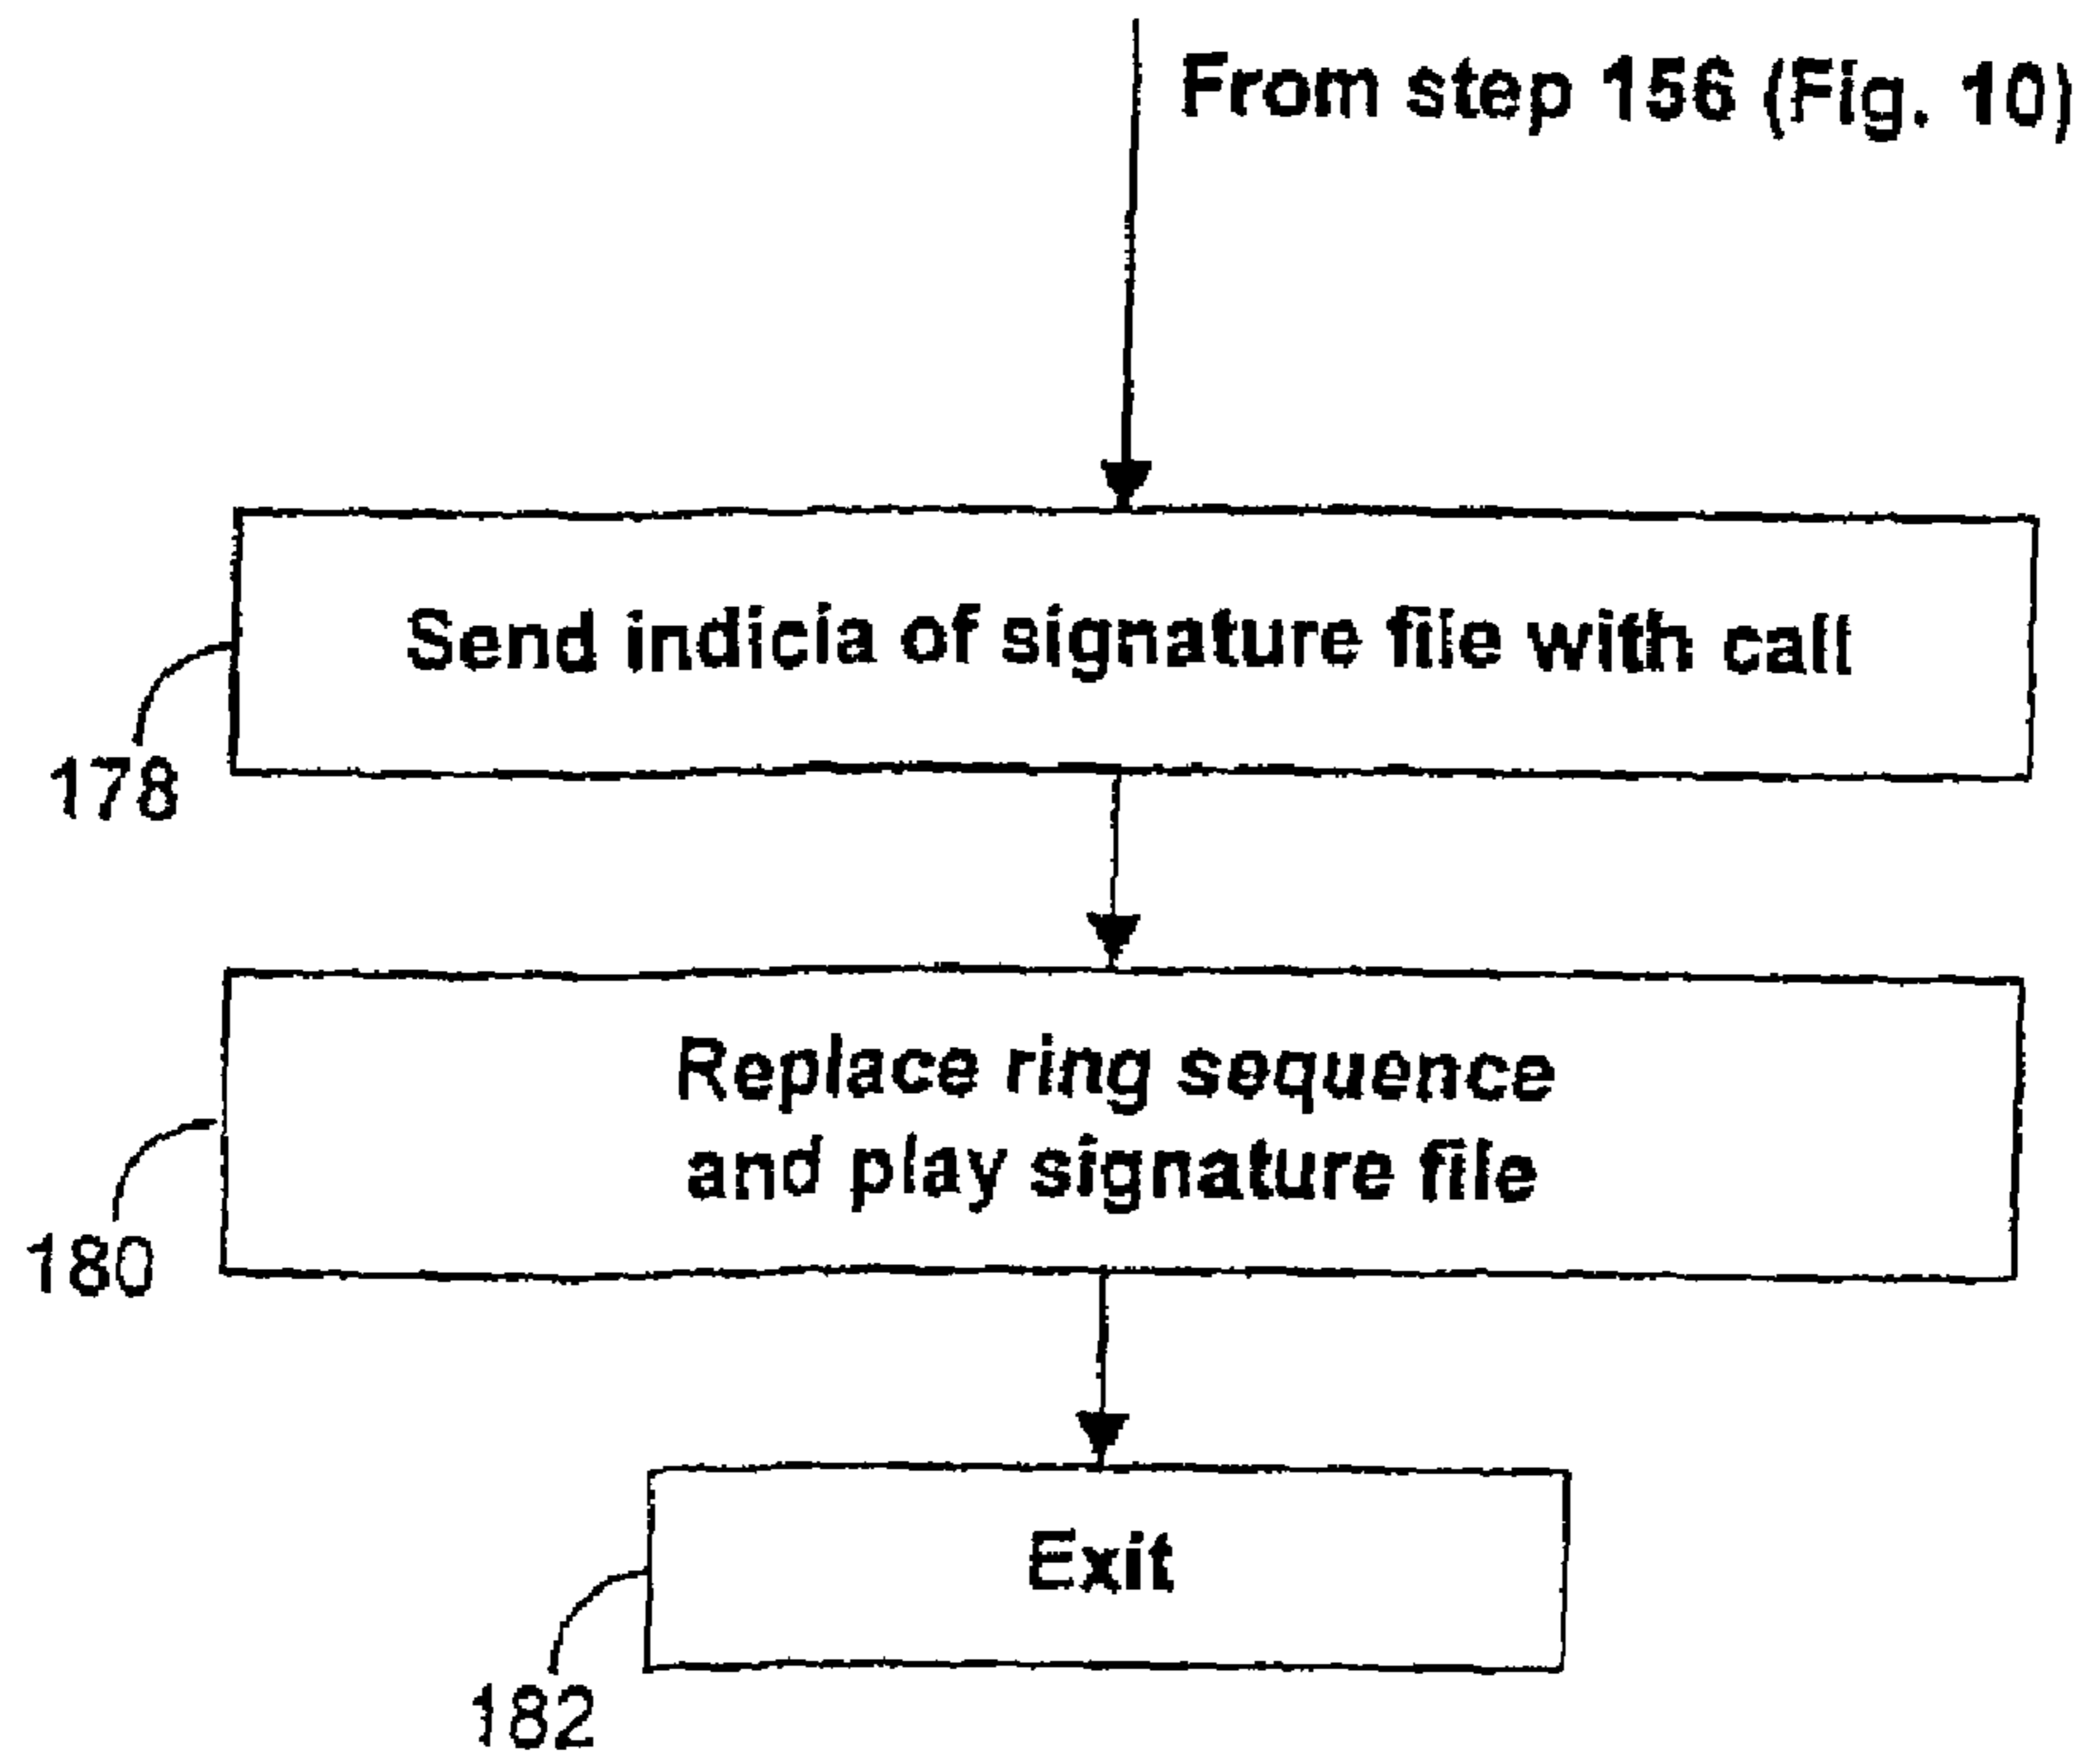 From step 156 (Fig. 10)
Send indicia of signature file with call
178
Replace ring sequence
and play signature file
180
Exit
182